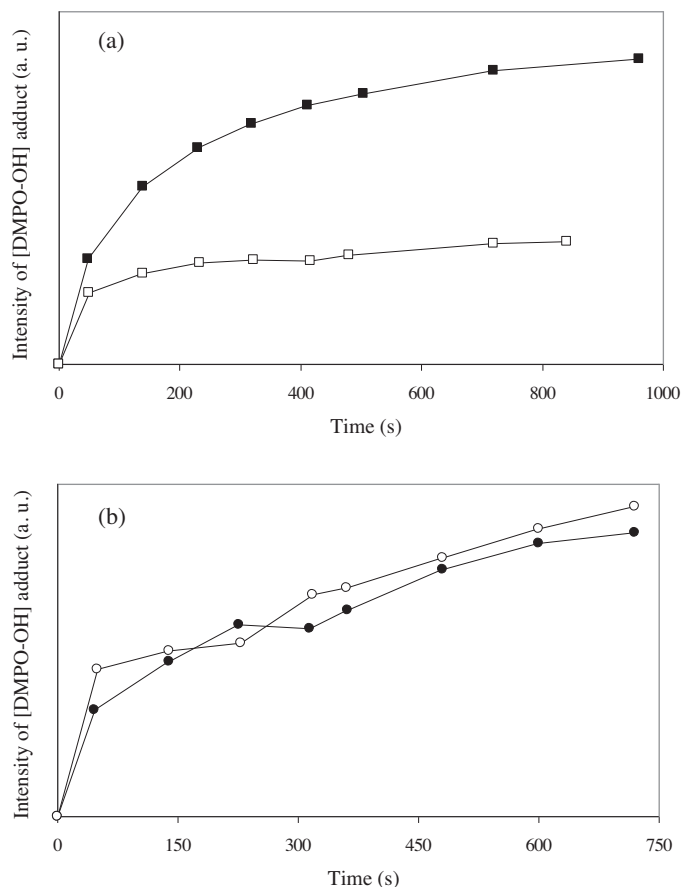 (a)
Intensity of [DMPO-OH] adduct (a. u.)
0 200 400 600 800 1000
Time (s)
(b)
Intensity of [DMPO-OH] adduct (a. u.)
0 150 300 450 600 750
Time (s)